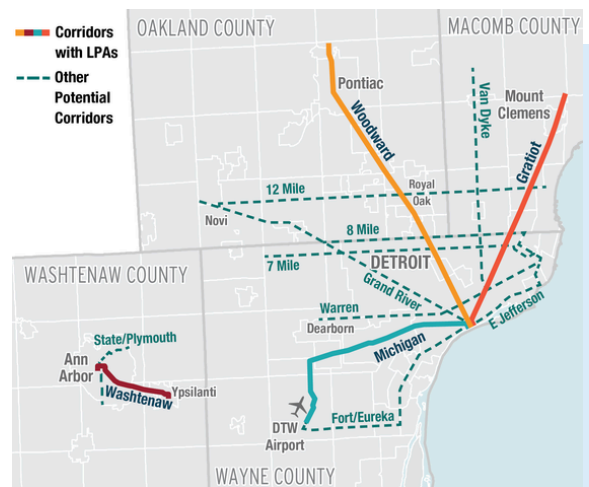 OAKLAND COUNTY
MACOMB COUNTY
Corridors
with LPAs
Other
Potential
Corridors
Pontiac
Van Dyke
Mount
Clemens
Woodward
Gratiot
Royal
Oak
12 Mile
Novi
8 Mile
7 Mile
DETROIT
WASHTENAW COUNTY
Grand River
Warren
E Jefferson
Dearborn
State/Plymouth
Michigan
Ann
Arbor
Ypsilanti
Washtenaw
Fort/Eureka
DTW
Airport
WAYNE COUNTY